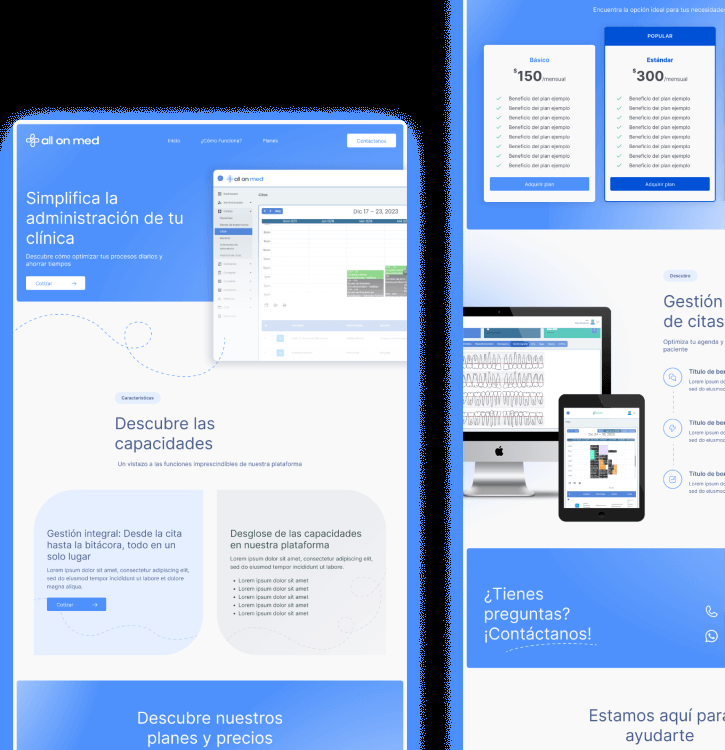 all on med
Inicio
¿Cómo Funciona?
Planes
Contáctanos
Simplifica la
administración de tu
clínica
Descubre cómo optimizar tus procesos diarios y
ahorrar tiempos
Cotizar
all on med
Citas
Dic 17 – 23, 2023
Características
Descubre las
capacidades
Un vistazo a las funciones imprescindibles de nuestra plataforma
Gestión integral: Desde la cita
hasta la bitácora, todo en un
solo lugar
Lorem ipsum dolor sit amet, consectetur adipiscing elit,
sed do eiusmod tempor incididunt ut labore et dolore
magna aliqua.
Cotizar
Desglose de las capacidades
en nuestra plataforma
Lorem ipsum dolor sit amet, consectetur adipiscing elit,
sed do eiusmod tempor incididunt ut labore.
• Lorem ipsum dolor sit amet
• Lorem ipsum dolor sit amet
• Lorem ipsum dolor sit amet
• Lorem ipsum dolor sit amet
• Lorem ipsum dolor sit amet
Descubre nuestros
planes y precios
Encuentra la opción ideal para tus necesidades
Básico
$150/mensual
Beneficio del plan ejemplo
Beneficio del plan ejemplo
Beneficio del plan ejemplo
Beneficio del plan ejemplo
Beneficio del plan ejemplo
Beneficio del plan ejemplo
Beneficio del plan ejemplo
Beneficio del plan ejemplo
Adquirir plan
POPULAR
Estándar
$300/mensual
Beneficio del plan ejemplo
Beneficio del plan ejemplo
Beneficio del plan ejemplo
Beneficio del plan ejemplo
Beneficio del plan ejemplo
Beneficio del plan ejemplo
Beneficio del plan ejemplo
Beneficio del plan ejemplo
Adquirir plan
Descubre
Gestión
de citas
Optimiza tu agenda y
paciente
Título de ben
Lorem ipsum do
sed do eiusmod
Título de ben
Lorem ipsum do
sed do eiusmod
Título de ben
Lorem ipsum do
sed do eiusmod
¿Tienes
preguntas?
¡Contáctanos!
Estamos aquí para
ayudarte